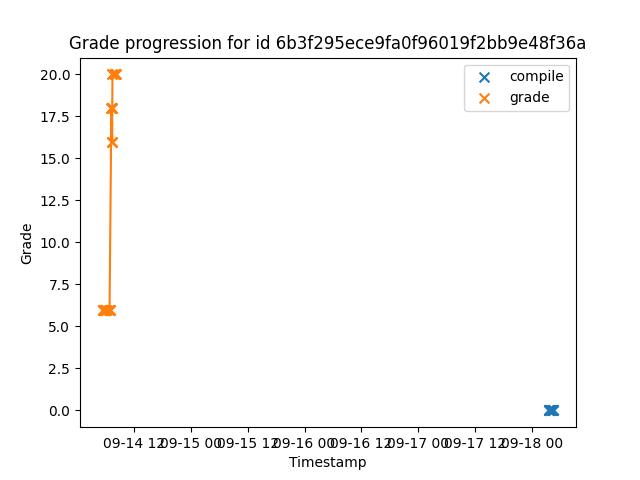 Grade progression for id 6b3f295ece9fa0f96019f2bb9e48f36a
compile
grade
20.0
17.5
15.0
12.5
10.0
7.5
5.0
2.5
0.0
Grade
09-14 12 09-15 00 09-15 12 09-16 00 09-16 12 09-17 00 09-17 12 09-18 00
Timestamp